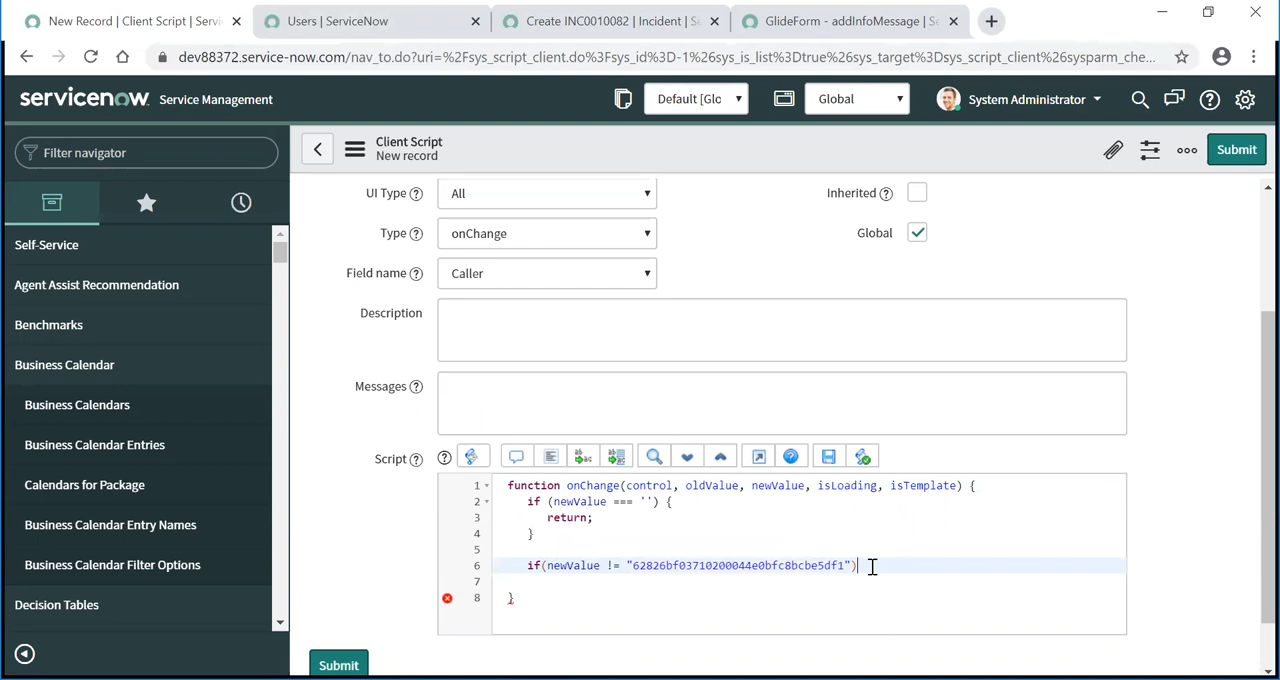 New Record | Client Script | Servi
Users | ServiceNow
Create INC0010082 | Incident | S
GlideForm - addInfoMessage | Se
dev88372.service-now.com/nav_to.do?uri=%2Fsys_script_client.do%3Fsys_id%3D-1%26sys_is_list%3Dtrue%26sys_target%3Dsys_script_client%26sysparm_che...
servicenow Service Management
Default [Glo
Global
System Administrator
Filter navigator
Self-Service
Agent Assist Recommendation
Benchmarks
Business Calendar
Business Calendars
Business Calendar Entries
Calendars for Package
Business Calendar Entry Names
Business Calendar Filter Options
Decision Tables
Client Script
New record
Submit
UI Type
All
Inherited
Type
onChange
Global
Field name
Caller
Description
Messages
Script
1 function onChange(control, oldValue, newValue, isLoading, isTemplate) {
2 if (newValue === '') {
3 return;
4 }
5
6 if(newValue != "62826bf03710200044e0bfc8bcbe5df1")
7
8 }
Submit